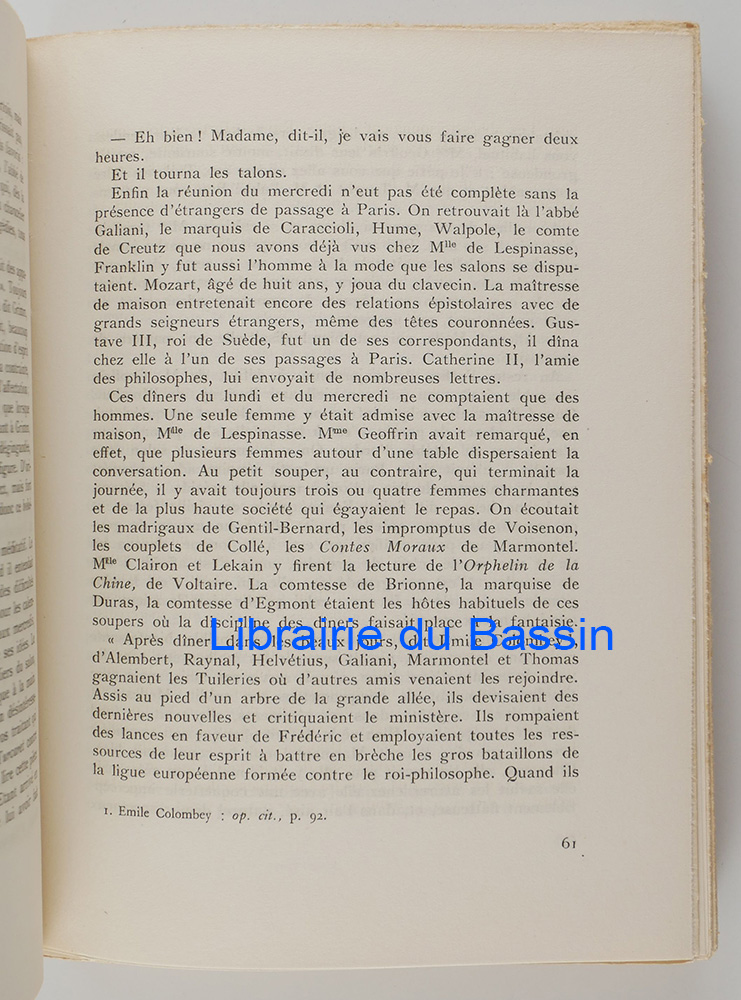 — Eh bien ! Madame, dit-il, je vais vous faire gagner deux
heures.
Et il tourna les talons.
Enfin la réunion du mercredi n'eut pas été complète sans la
présence d'étrangers de passage à Paris. On retrouvait là l'abbé
Galiani, le marquis de Caraccioli, Hume, Walpole, le comte
de Creutz que nous avons déjà vus chez Mlle de Lespinasse,
Franklin y fut aussi l'homme à la mode que les salons se dispu-
taient. Mozart, âgé de huit ans, y joua du clavecin. La maîtresse
de maison entretenait encore des relations épistolaires avec de
grands seigneurs étrangers, même des têtes couronnées. Gus-
tave III, roi de Suède, fut un de ses correspondants, il dîna
chez elle à l'un de ses passages à Paris. Catherine II, l'amie
des philosophes, lui envoyait de nombreuses lettres.
Ces dîners du lundi et du mercredi ne comptaient que des
hommes. Une seule femme y était admise avec la maîtresse de
maison, Mlle de Lespinasse. Mme Geoffrin avait remarqué, en
effet, que plusieurs femmes autour d'une table dispersaient la
conversation. Au petit souper, au contraire, qui terminait la
journée, il y avait toujours trois ou quatre femmes charmantes
et de la plus haute société qui égayaient le repas. On écoutait
les madrigaux de Gentil-Bernard, les impromptus de Voisenon,
les couplets de Collé, les Contes Moraux de Marmontel.
Mlle Clairon et Lekain y firent la lecture de l'Orphelin de la
Chine, de Voltaire. La comtesse de Brionne, la marquise de
Duras, la comtesse d'Egmont étaient les hôtes habituels de ces
soupers où la discipline des dîners faisait place à la fantaisie.
« Après dîner, dans les beaux jours, dit Emile Colombey 1,
d'Alembert, Raynal, Helvétius, Galiani, Marmontel et Thomas
gagnaient les Tuileries où d'autres amis venaient les rejoindre.
Assis au pied d'un arbre de la grande allée, ils devisaient des
dernières nouvelles et critiquaient le ministère. Ils rompaient
des lances en faveur de Frédéric et employaient toutes les res-
sources de leur esprit à battre en brèche les gros bataillons de
la ligue européenne formée contre le roi-philosophe. Quand ils
1. Emile Colombey : op. cit., p. 92.
61
Librairie du Bassin